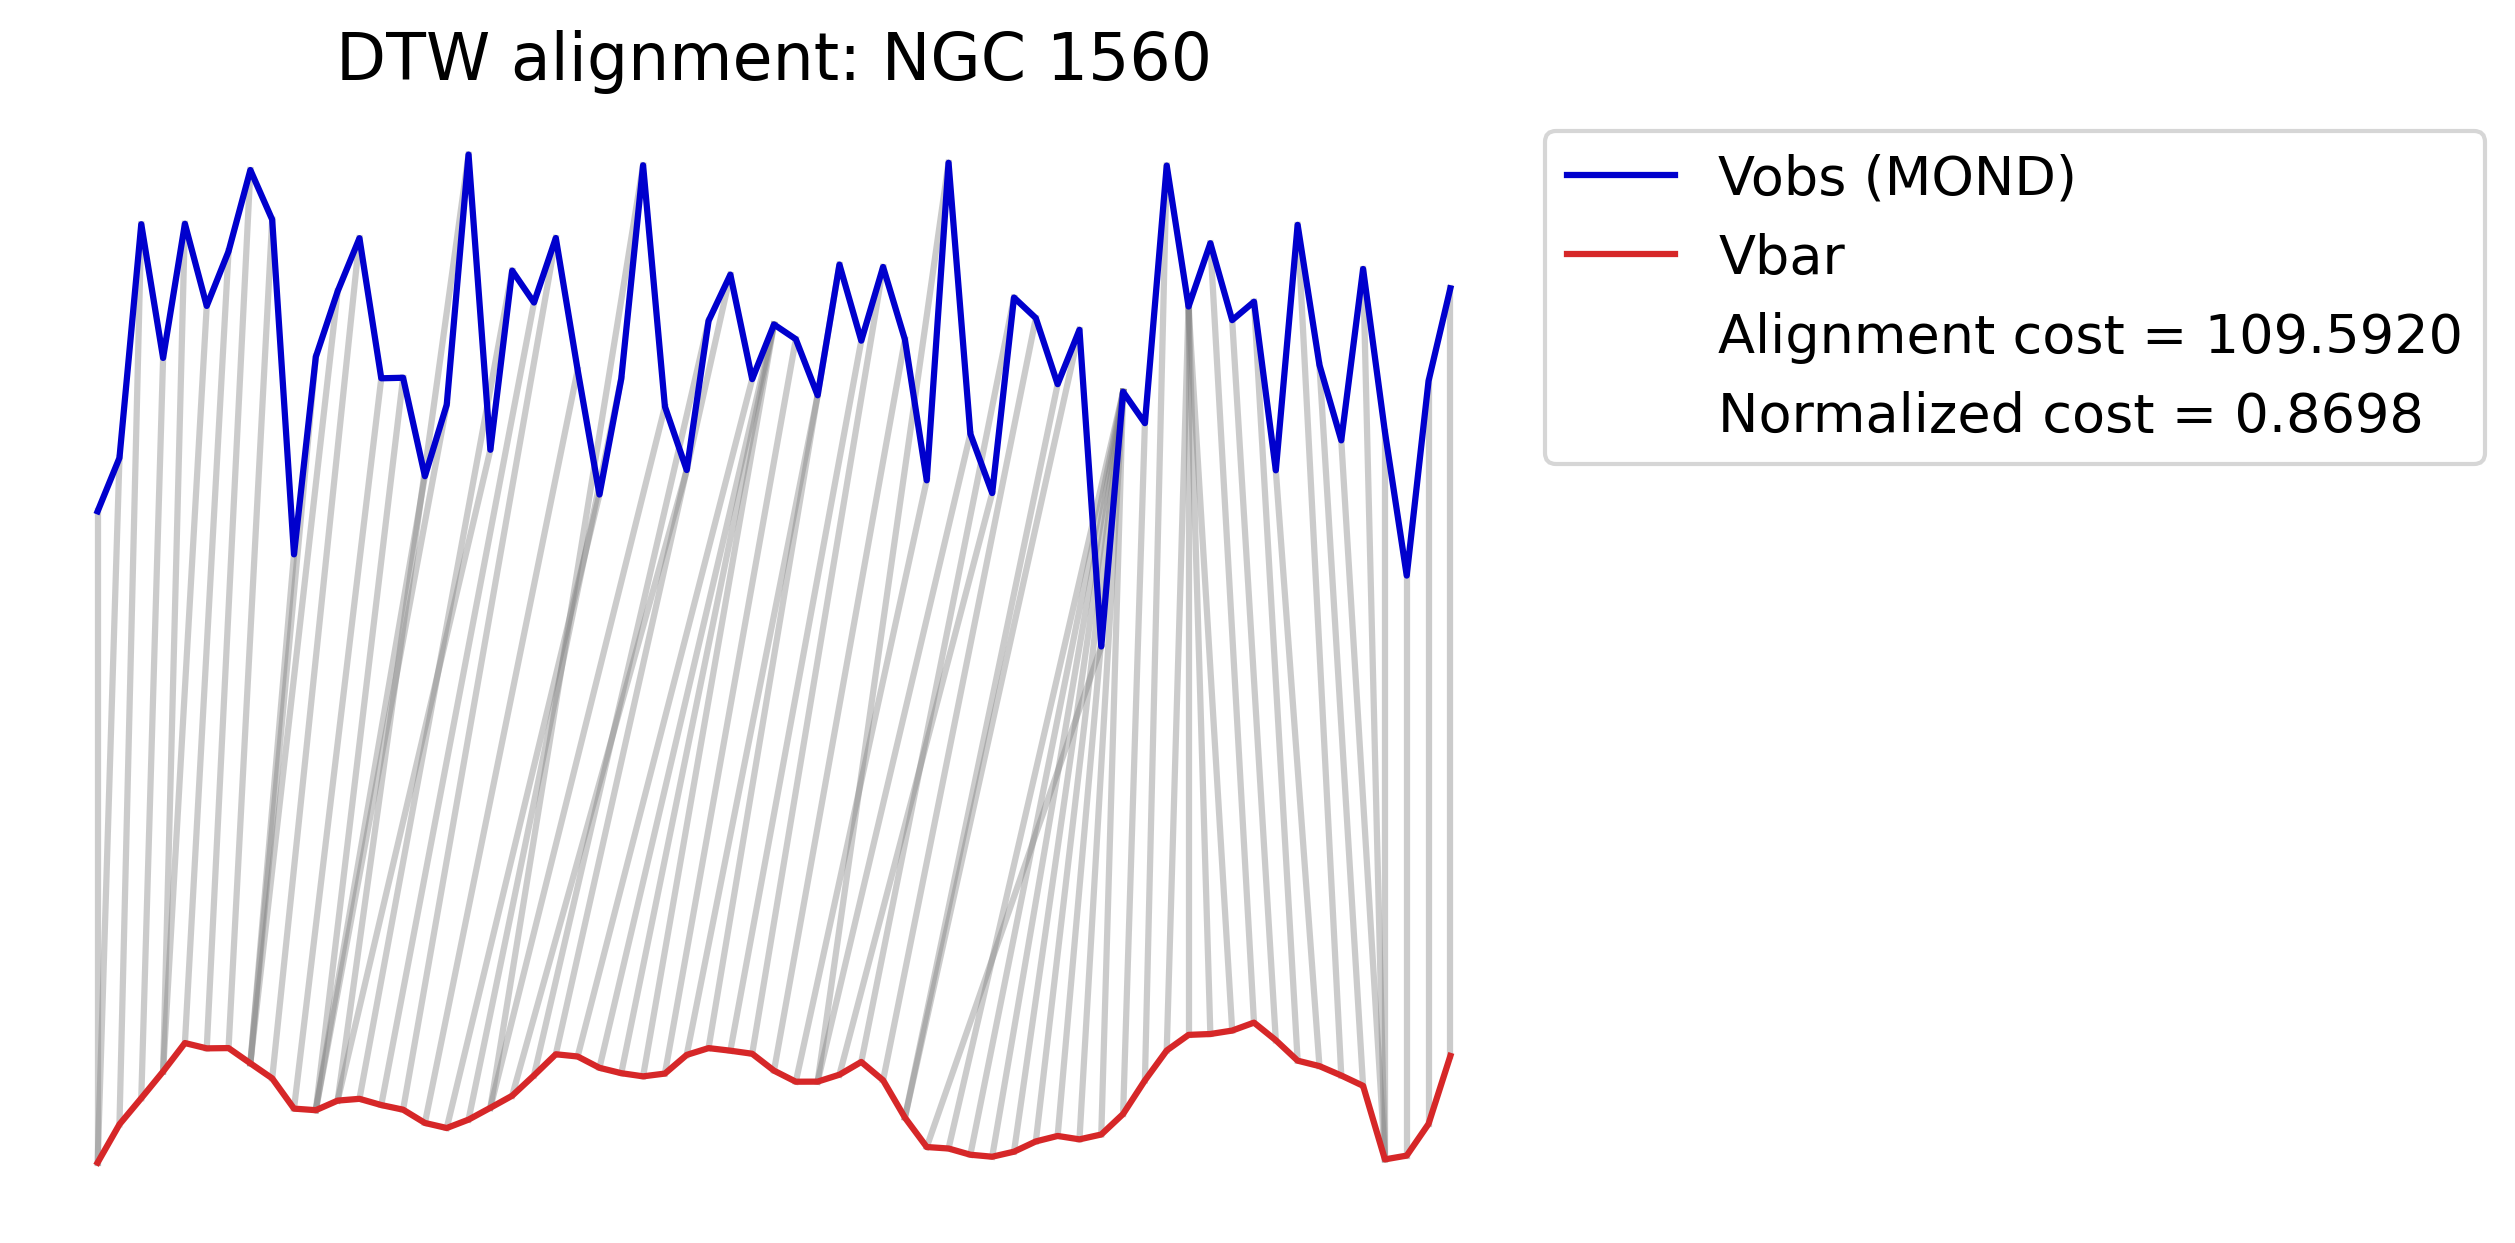 DTW alignment: NGC 1560
Vobs (MOND)
Vbar
Alignment cost = 109.5920
Normalized cost = 0.8698